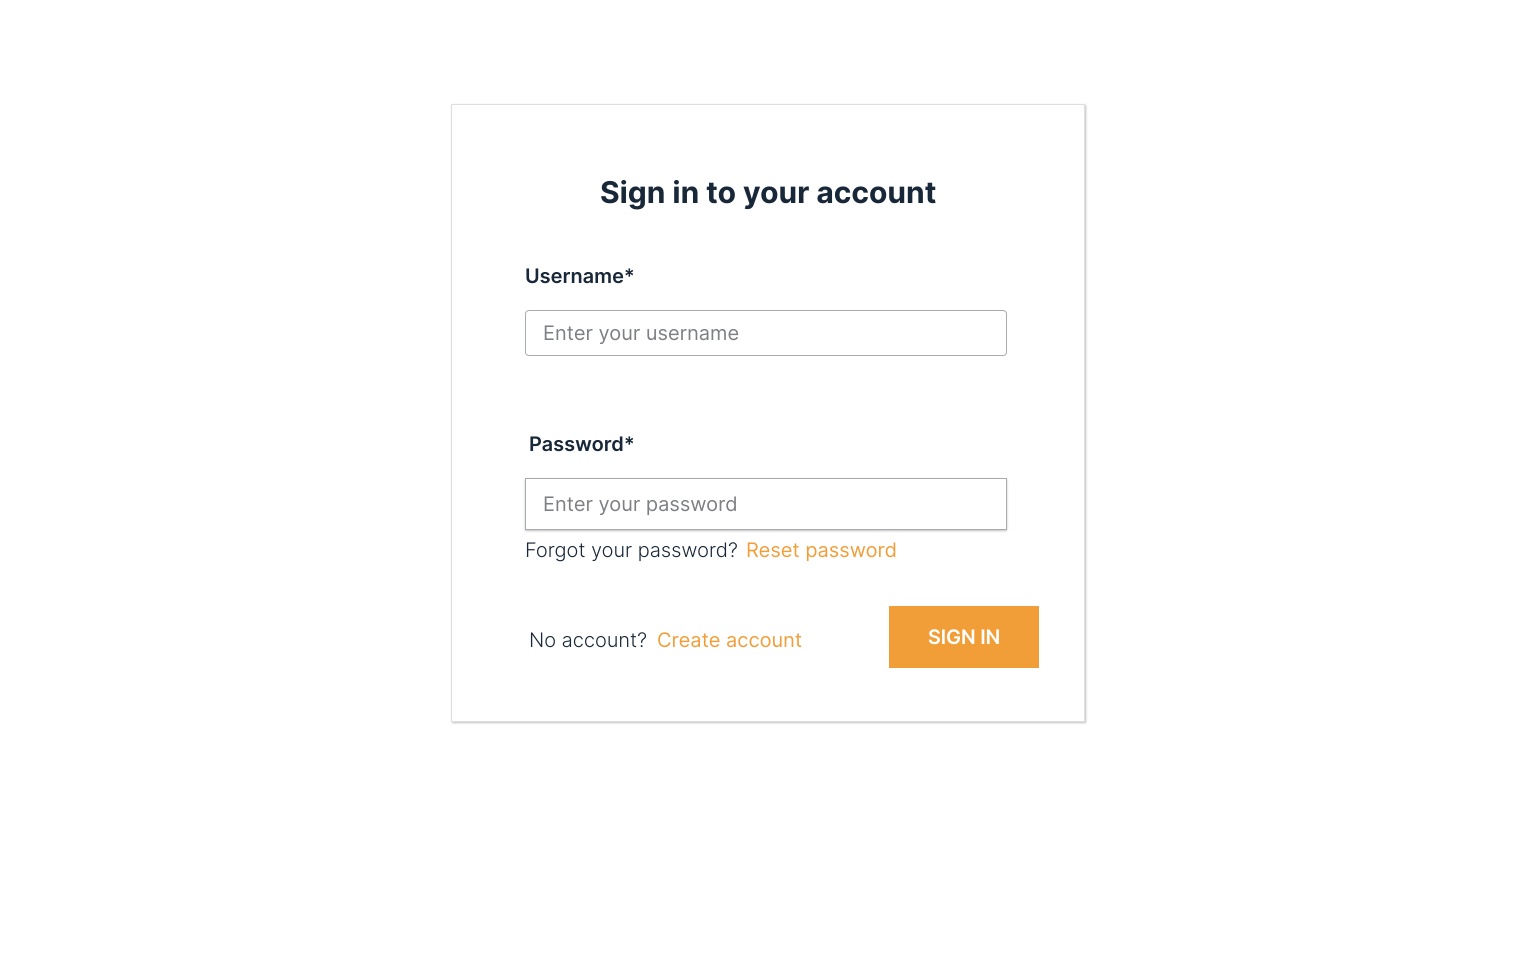 Sign in to your account
Username*
Enter your username
Password*
Enter your password
Forgot your password? Reset password
No account? Create account
SIGN IN